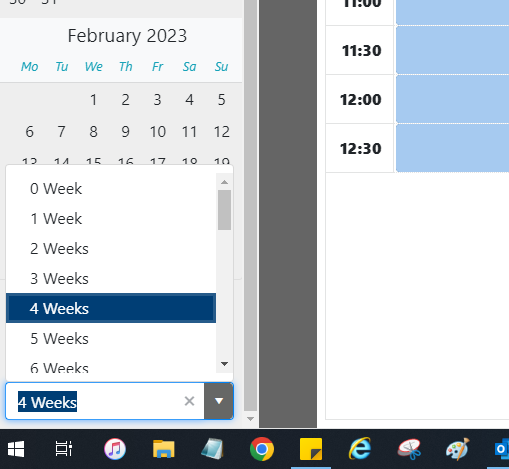 30 31
February 2023
Mo Tu We Th Fr Sa Su
1 2 3 4 5
6 7 8 9 10 11 12
13 14 15 16 17 18 19
0 Week
1 Week
2 Weeks
3 Weeks
4 Weeks
5 Weeks
6 Weeks
4 Weeks
11:00
11:30
12:00
12:30